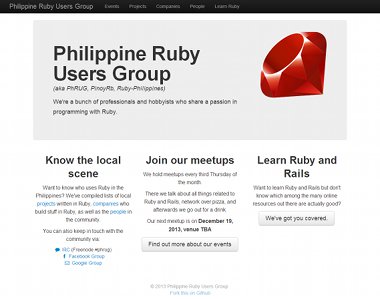 Philippine Ruby Users Group Events Projects Companies People Learn Ruby
Philippine Ruby
Users Group
(aka PhRUG, PinoyRb, Ruby-Philippines)
We're a bunch of professionals and hobbyists who share a passion in
programming with Ruby.
Know the local
scene
Want to know who uses Ruby in the
Philippines? We've compiled lists of local
projects written in Ruby, companies who
build stuff in Ruby, as well as the people in
the community.
You can also keep in touch with the
community via:
IRC (Freenode #phrug)
Facebook Group
Google Group
Join our meetups
We hold meetups every third Thursday of
the month.
There we talk about all things related to
Ruby and Rails, network over pizza, and
afterwards we go out for a drink.
Our next meetup is on December 19,
2013, venue TBA
Find out more about our events
Learn Ruby and
Rails
Want to learn Ruby and Rails but don't
know which among the many online
resources out there are actually good?
We've got you covered.
© 2013 Philippine Ruby Users Group
Fork this on Github